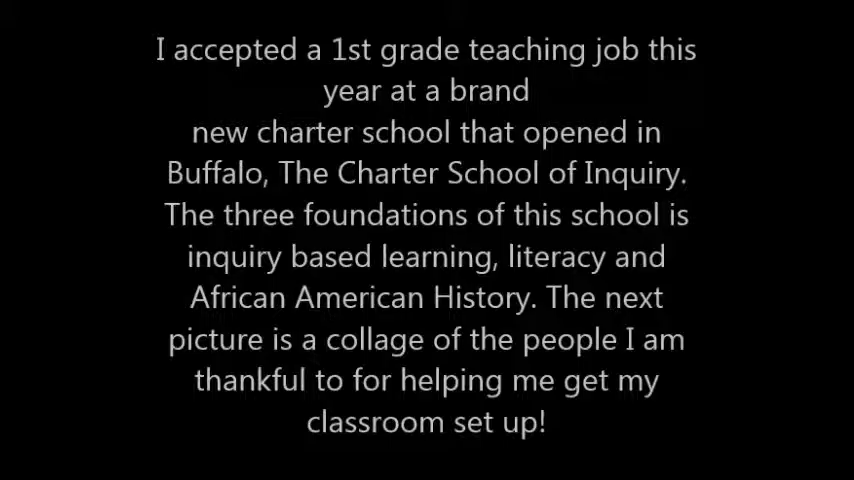 I accepted a 1st grade teaching job this
year at a brand
new charter school that opened in
Buffalo, The Charter School of Inquiry.
The three foundations of this school is
inquiry based learning, literacy and
African American History. The next
picture is a collage of the people I am
thankful to for helping me get my
classroom set up!